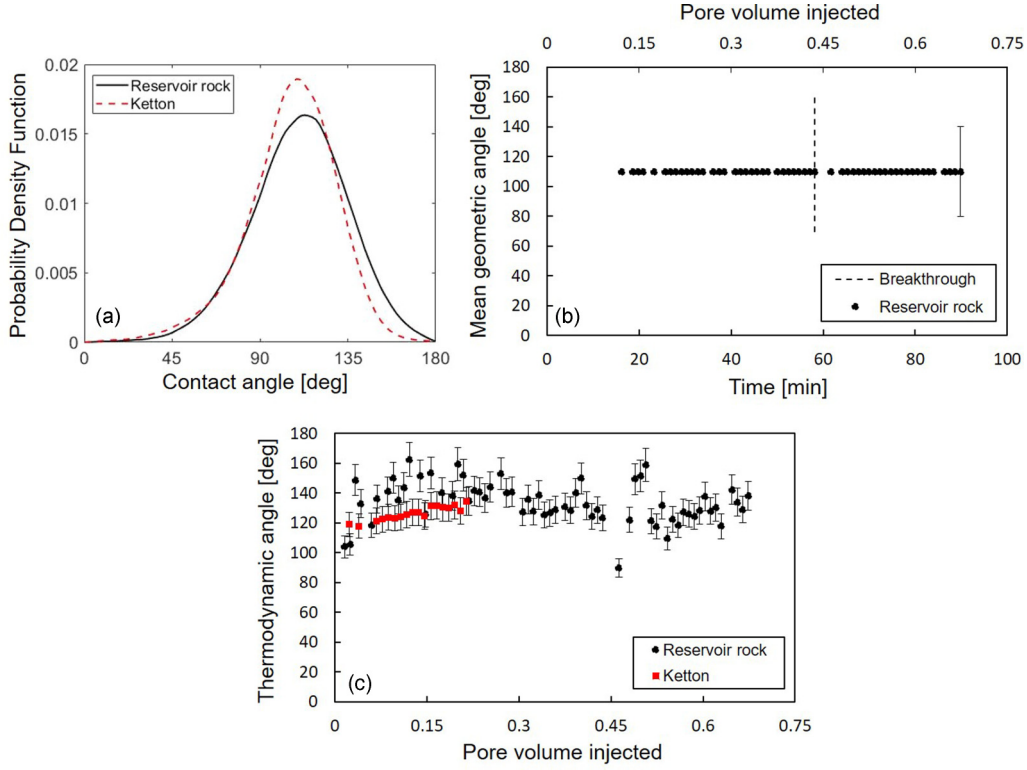 0.02
0.015
0.01
0.005
0
Probability Density Function
Reservoir rock
Ketton
(a)
0 45 90 135 180
Contact angle [deg]
Pore volume injected
0 0.15 0.3 0.45 0.6 0.75
180
160
140
120
100
80
60
40
20
0
Mean geometric angle [deg]
Breakthrough
Reservoir rock
(b)
0 20 40 60 80 100
Time [min]
180
160
140
120
100
80
60
40
20
0
Thermodynamic angle [deg]
Reservoir rock
Ketton
(c)
0 0.15 0.3 0.45 0.6 0.75
Pore volume injected